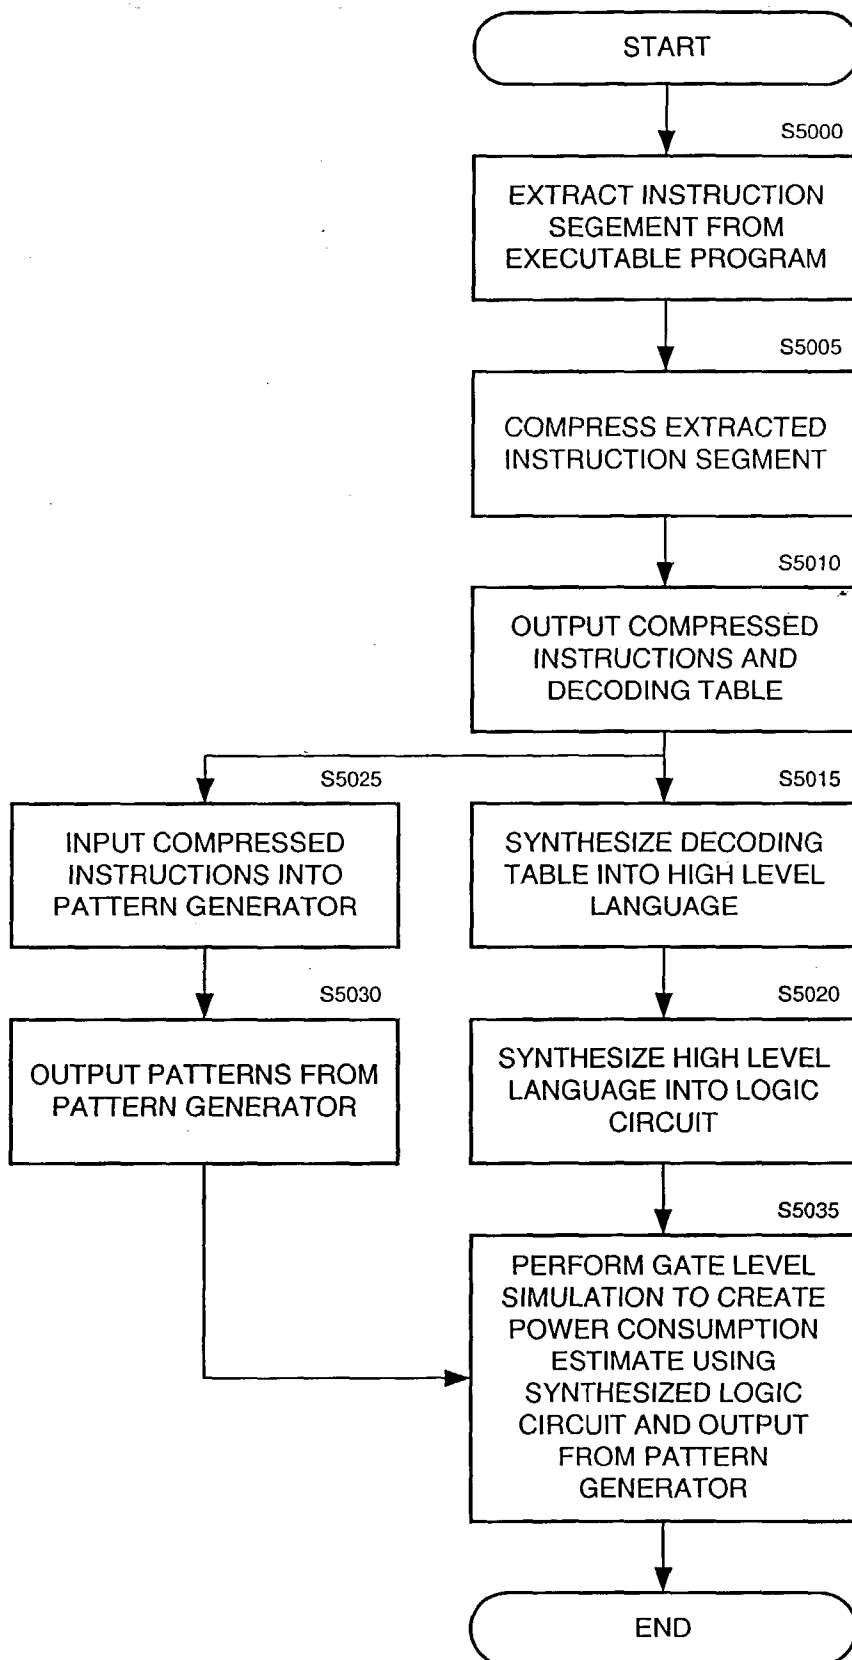 START
S5000
EXTRACT INSTRUCTION
SEGEMENT FROM
EXECUTABLE PROGRAM
S5005
COMPRESS EXTRACTED
INSTRUCTION SEGMENT
S5010
OUTPUT COMPRESSED
INSTRUCTIONS AND
DECODING TABLE
S5025
INPUT COMPRESSED
INSTRUCTIONS INTO
PATTERN GENERATOR
S5015
SYNTHESIZE DECODING
TABLE INTO HIGH LEVEL
LANGUAGE
S5030
OUTPUT PATTERNS FROM
PATTERN GENERATOR
S5020
SYNTHESIZE HIGH LEVEL
LANGUAGE INTO LOGIC
CIRCUIT
S5035
PERFORM GATE LEVEL
SIMULATION TO CREATE
POWER CONSUMPTION
ESTIMATE USING
SYNTHESIZED LOGIC
CIRCUIT AND OUTPUT
FROM PATTERN
GENERATOR
END